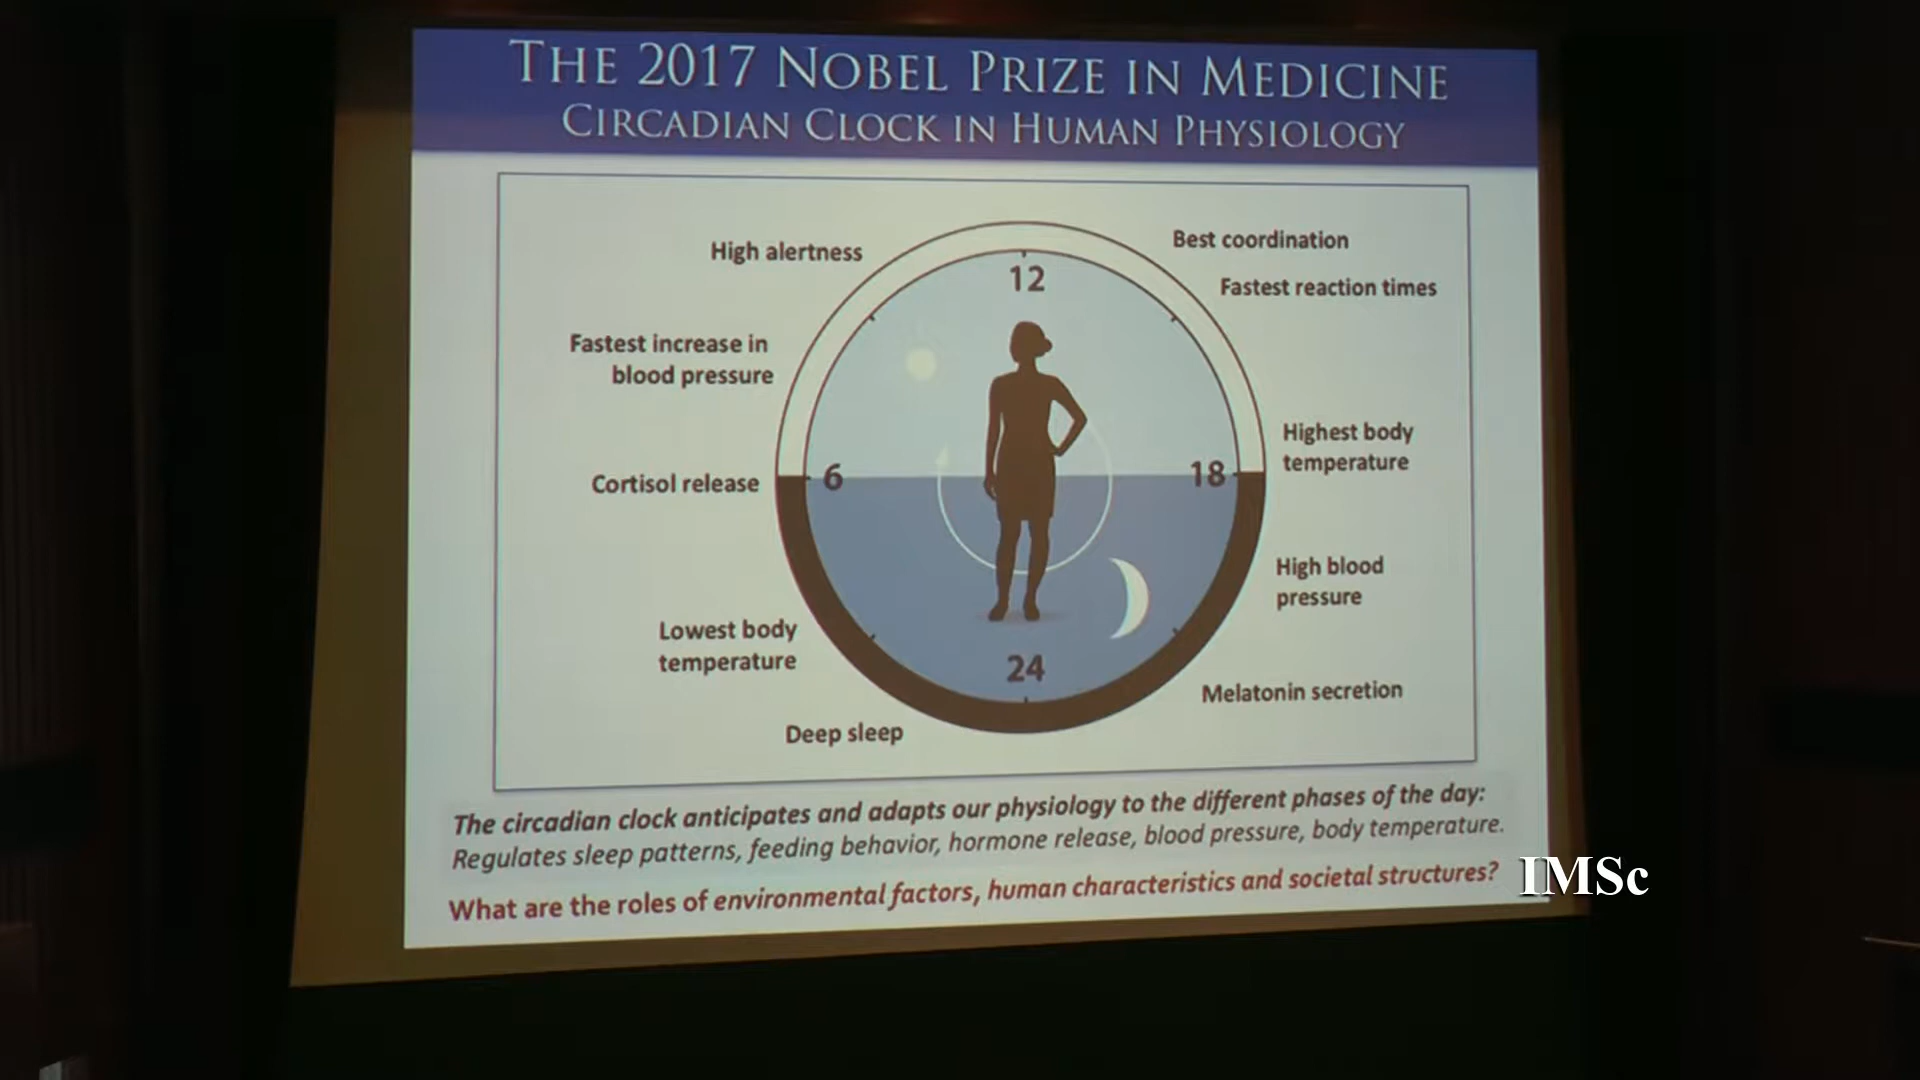 THE 2017 NOBEL PRIZE IN MEDICINE
CIRCADIAN CLOCK IN HUMAN PHYSIOLOGY
High alertness
Best coordination
Fastest reaction times
12
Fastest increase in
blood pressure
Highest body
temperature
Cortisol release
6
18
High blood
pressure
Lowest body
temperature
24
Melatonin secretion
Deep sleep
The circadian clock anticipates and adapts our physiology to the different phases of the day:
Regulates sleep patterns, feeding behavior, hormone release, blood pressure, body temperature.
What are the roles of environmental factors, human characteristics and societal structures?
IMSc